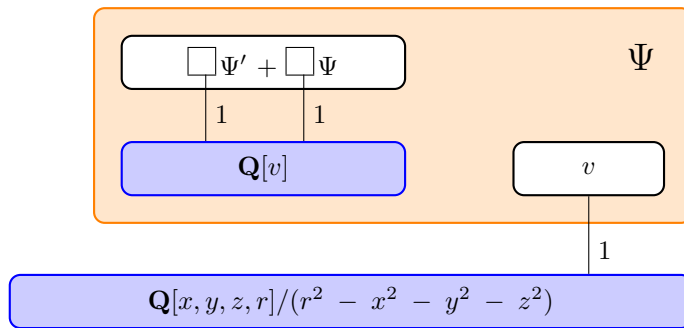 □Ψ′ + □Ψ
Ψ
1 1
𝐐[v]
v
1
𝐐[x, y, z, r]/(r² − x² − y² − z²)